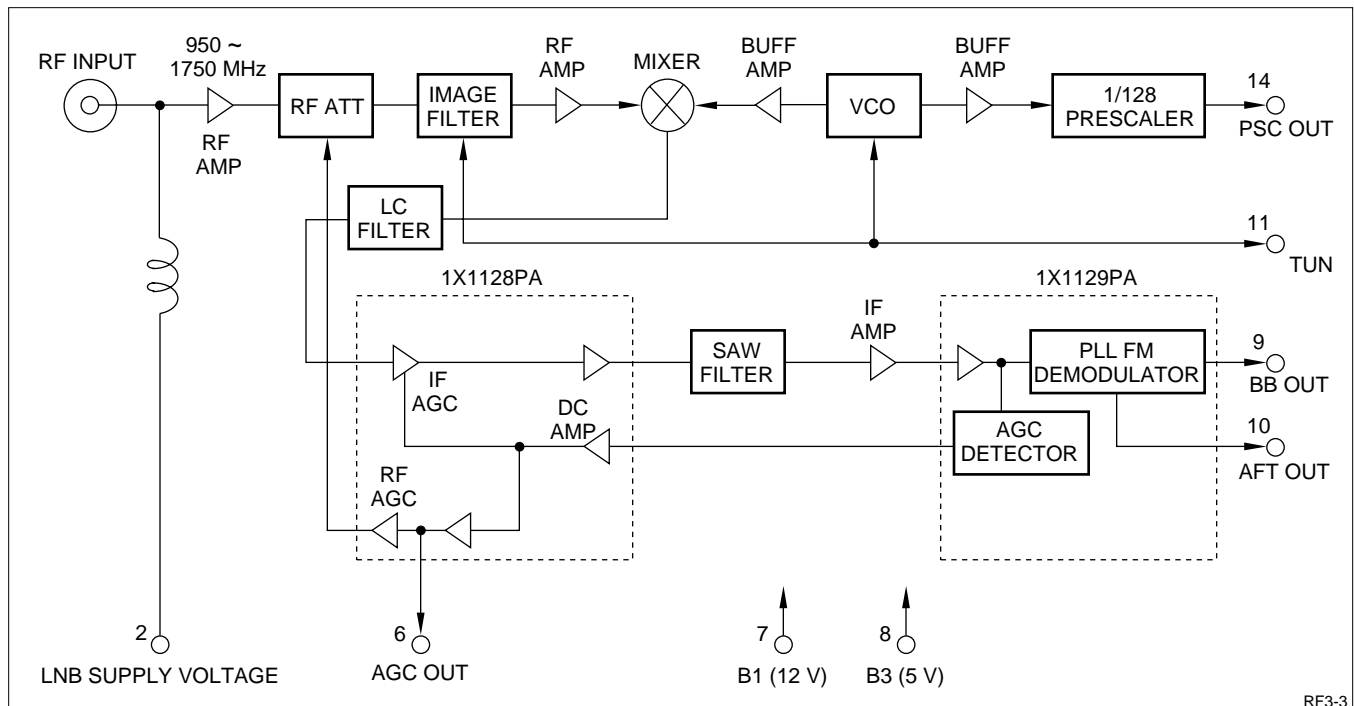 RF INPUT
950 ~
1750 MHz
RF
AMP
RF ATT
IMAGE
FILTER
RF
AMP
MIXER
BUFF
AMP
VCO
BUFF
AMP
1/128
PRESCALER
14
PSC OUT
LC
FILTER
11
TUN
1X1128PA
1X1129PA
IF
AGC
SAW
FILTER
IF
AMP
PLL FM
DEMODULATOR
9
BB OUT
DC
AMP
AGC
DETECTOR
10
AFT OUT
RF
AGC
2
LNB SUPPLY VOLTAGE
6
AGC OUT
7
B1 (12 V)
8
B3 (5 V)
RF3-3